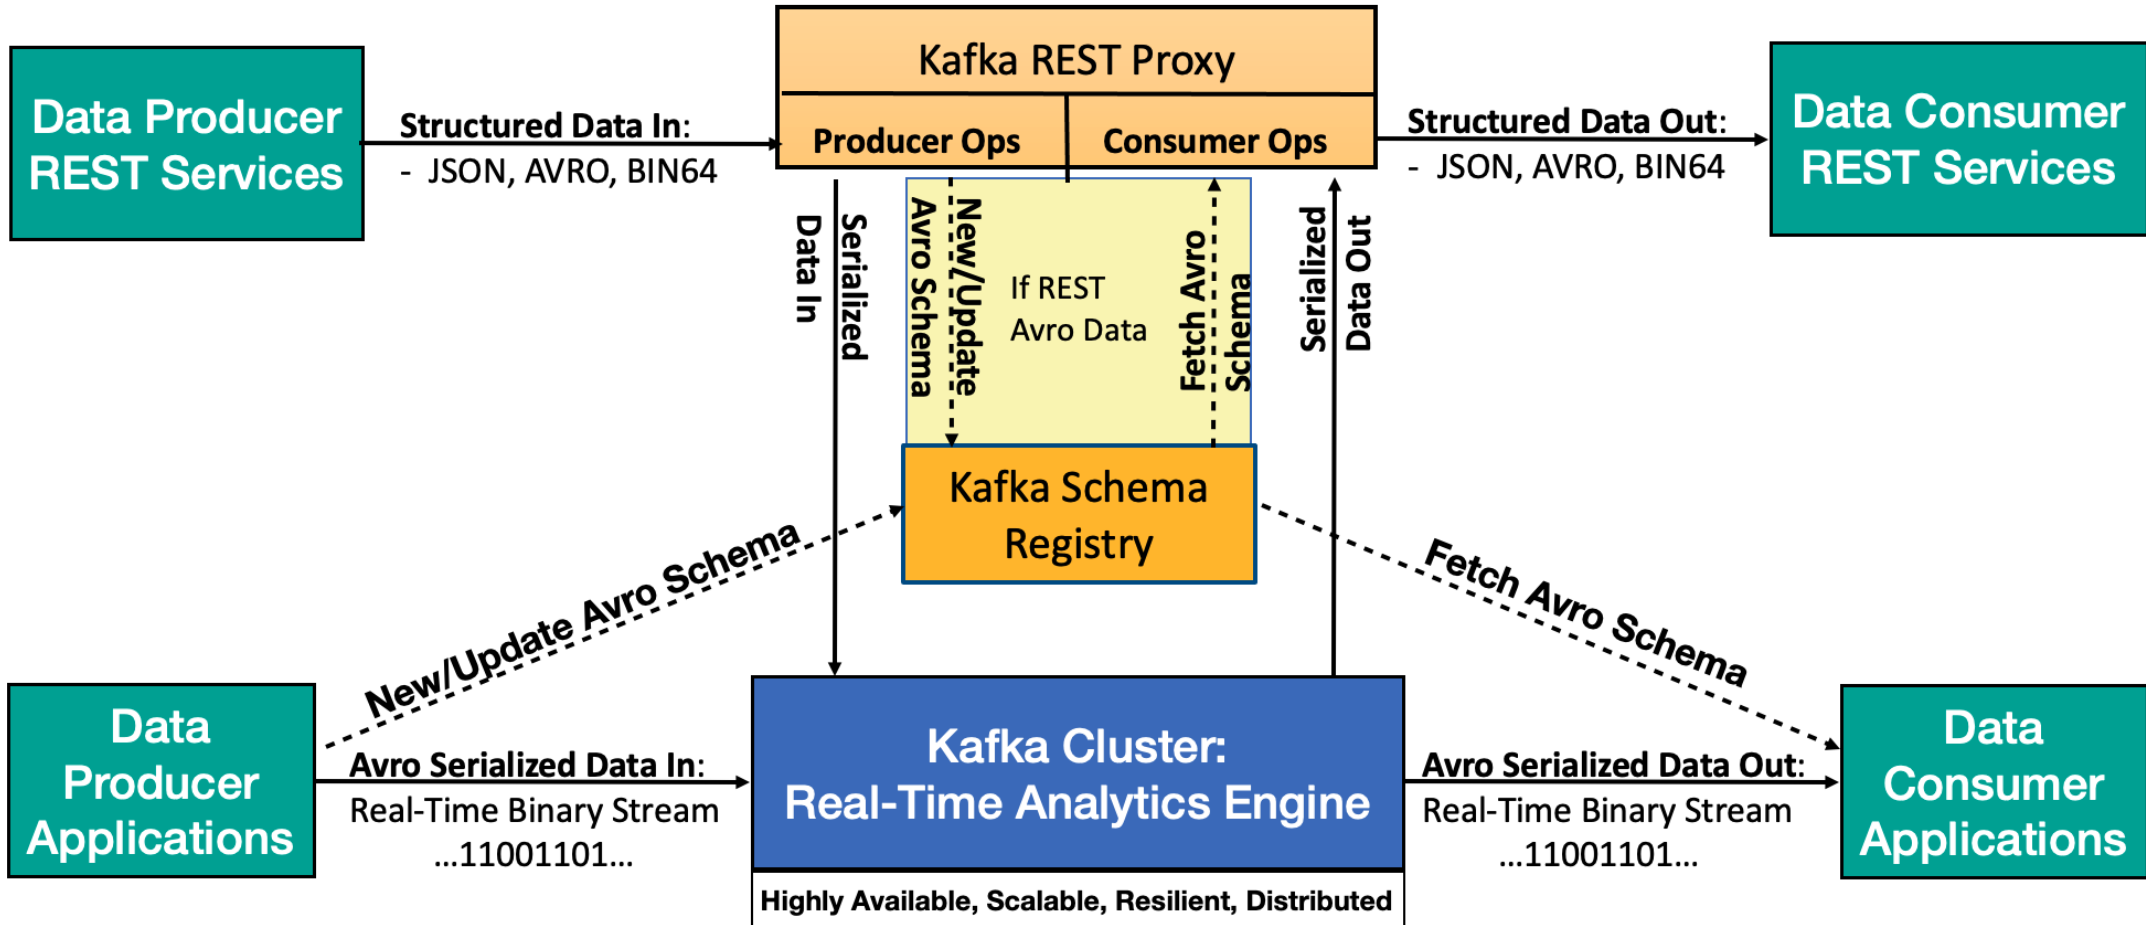 Kafka REST Proxy
Producer Ops
Consumer Ops
Data Producer
REST Services
Structured Data In:
- JSON, AVRO, BIN64
Structured Data Out:
- JSON, AVRO, BIN64
Data Consumer
REST Services
Serialized
Data In
New/Update
Avro Schema
If REST
Avro Data
Fetch Avro
Schema
Serialized
Data Out
Kafka Schema
Registry
New/Update Avro Schema
Fetch Avro Schema
Data
Producer
Applications
Avro Serialized Data In:
Real-Time Binary Stream
...11001101...
Kafka Cluster:
Real-Time Analytics Engine
Highly Available, Scalable, Resilient, Distributed
Avro Serialized Data Out:
Real-Time Binary Stream
...11001101...
Data
Consumer
Applications